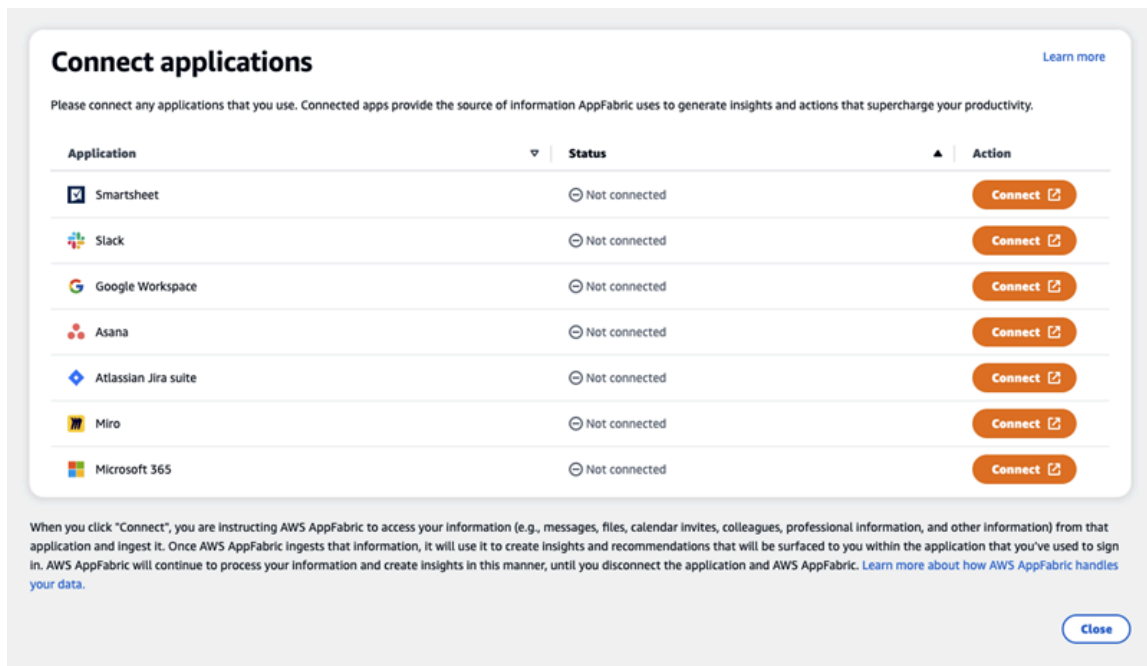 Connect applications
Learn more
Please connect any applications that you use. Connected apps provide the source of information AppFabric uses to generate insights and actions that supercharge your productivity.
Application Status Action
Smartsheet Not connected Connect
Slack Not connected Connect
Google Workspace Not connected Connect
Asana Not connected Connect
Atlassian Jira suite Not connected Connect
Miro Not connected Connect
Microsoft 365 Not connected Connect
When you click "Connect", you are instructing AWS AppFabric to access your information (e.g., messages, files, calendar invites, colleagues, professional information, and other information) from that
application and ingest it. Once AWS AppFabric ingests that information, it will use it to create insights and recommendations that will be surfaced to you within the application that you've used to sign
in. AWS AppFabric will continue to process your information and create insights in this manner, until you disconnect the application and AWS AppFabric. Learn more about how AWS AppFabric handles
your data.
Close